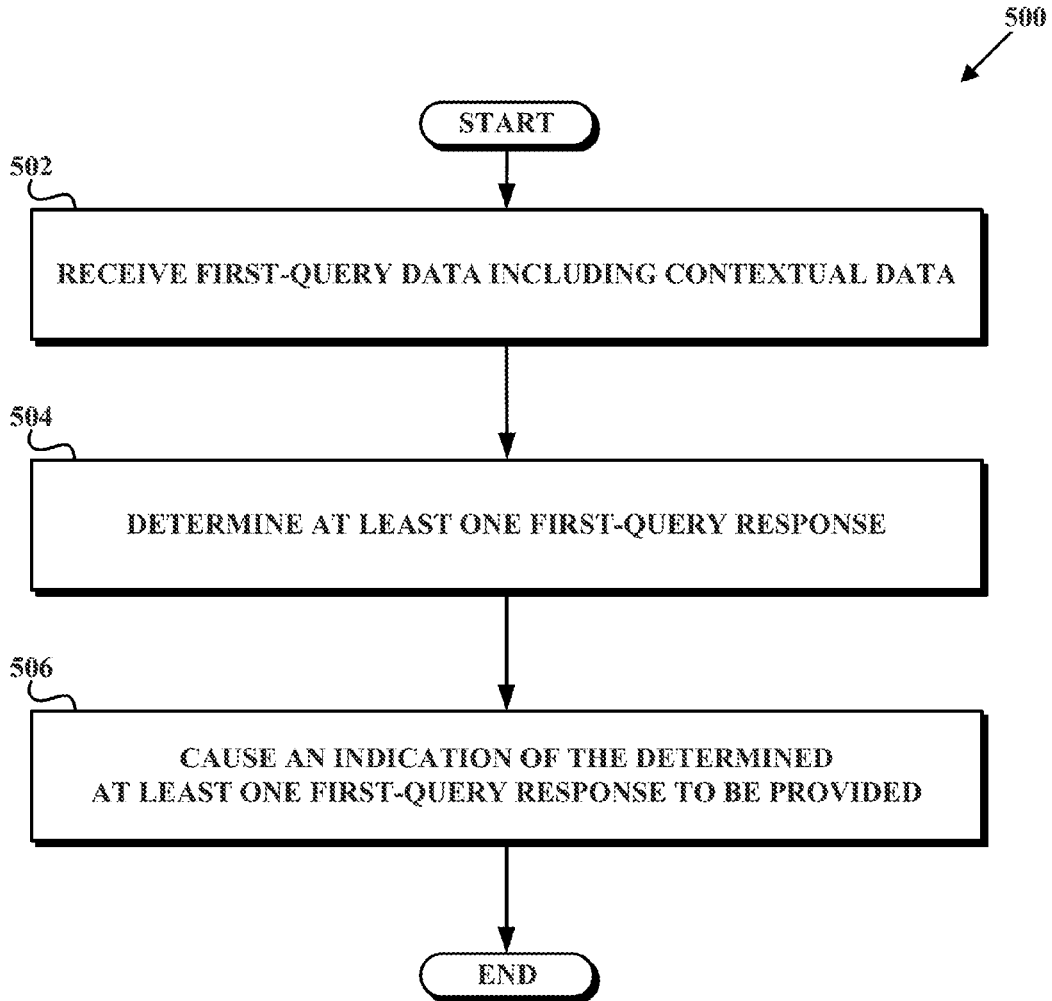 500
START
502
RECEIVE FIRST-QUERY DATA INCLUDING CONTEXTUAL DATA
504
DETERMINE AT LEAST ONE FIRST-QUERY RESPONSE
506
CAUSE AN INDICATION OF THE DETERMINED
AT LEAST ONE FIRST-QUERY RESPONSE TO BE PROVIDED
END